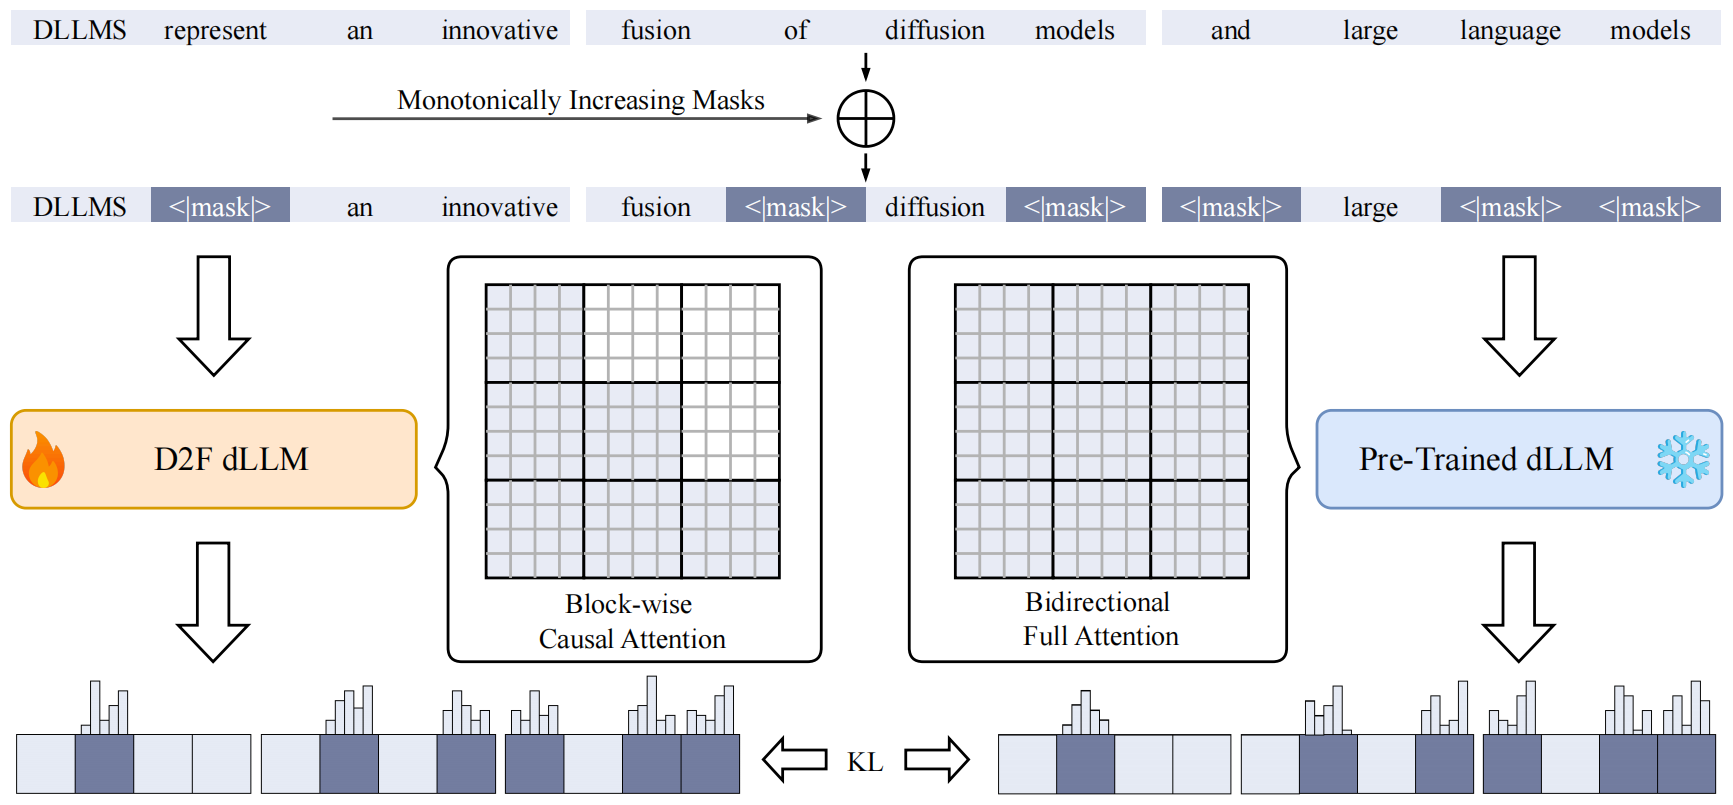 DLLMS represent an innovative fusion of diffusion models and large language models
Monotonically Increasing Masks
DLLMS <|mask|> an innovative fusion <|mask|> diffusion <|mask|> <|mask|> large <|mask|> <|mask|>
D2F dLLM
Block-wise
Causal Attention
Bidirectional
Full Attention
Pre-Trained dLLM
KL